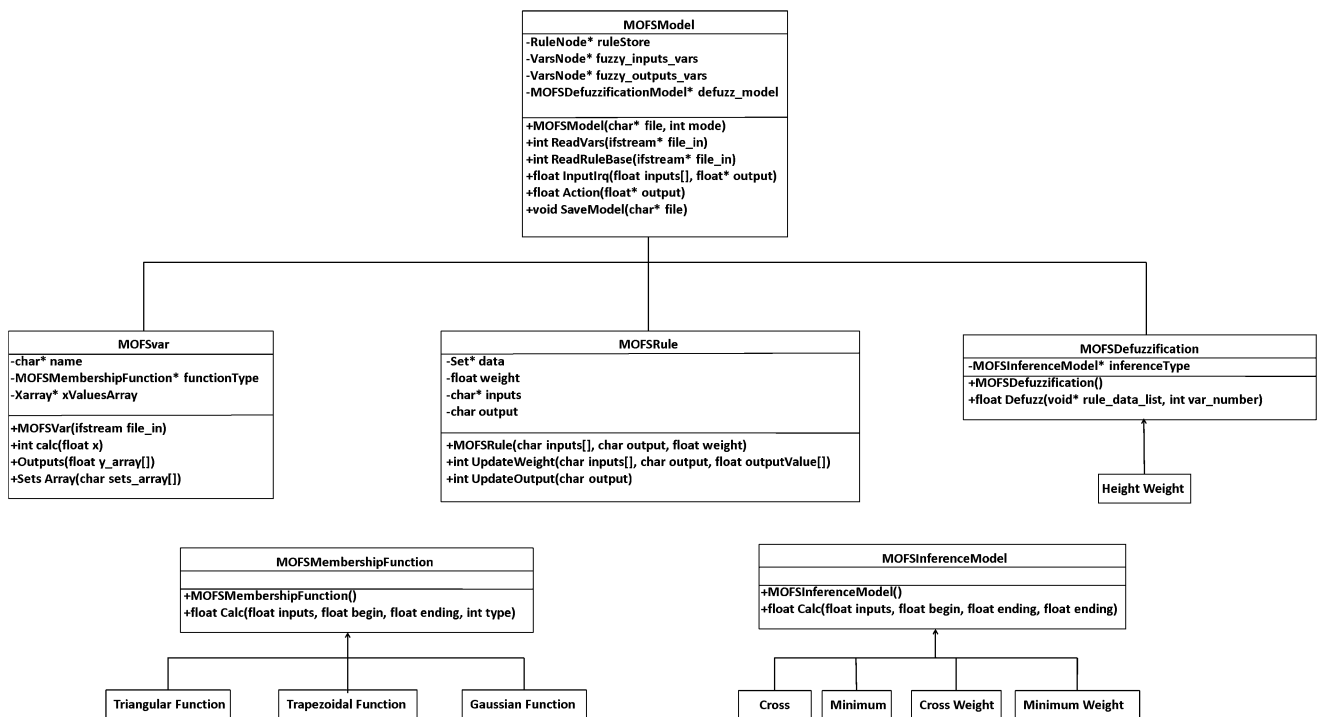 MOFSModel
-RuleNode* ruleStore
-VarsNode* fuzzy_inputs_vars
-VarsNode* fuzzy_outputs_vars
-MOFSDefuzzificationModel* defuzz_model
+MOFSModel(char* file, int mode)
+int ReadVars(ifstream* file_in)
+int ReadRuleBase(ifstream* file_in)
+float InputIrq(float inputs[], float* output)
+float Action(float* output)
+void SaveModel(char* file)
MOFSvar
-char* name
-MOFSMembershipFunction* functionType
-Xarray* xValuesArray
+MOFSVar(ifstream file_in)
+int calc(float x)
+Outputs(float y_array[])
+Sets Array(char sets_array[])
MOFSRule
-Set* data
-float weight
-char* inputs
-char output
+MOFSRule(char inputs[], char output, float weight)
+int UpdateWeight(char inputs[], char output, float outputValue[])
+int UpdateOutput(char output)
MOFSDefuzzification
-MOFSInferenceModel* inferenceType
+MOFSDefuzzification()
+float Defuzz(void* rule_data_list, int var_number)
Height Weight
MOFSMembershipFunction
+MOFSMembershipFunction()
+float Calc(float inputs, float begin, float ending, int type)
Triangular Function
Trapezoidal Function
Gaussian Function
MOFSInferenceModel
+MOFSInferenceModel()
+float Calc(float inputs, float begin, float ending, float ending)
Cross
Minimum
Cross Weight
Minimum Weight